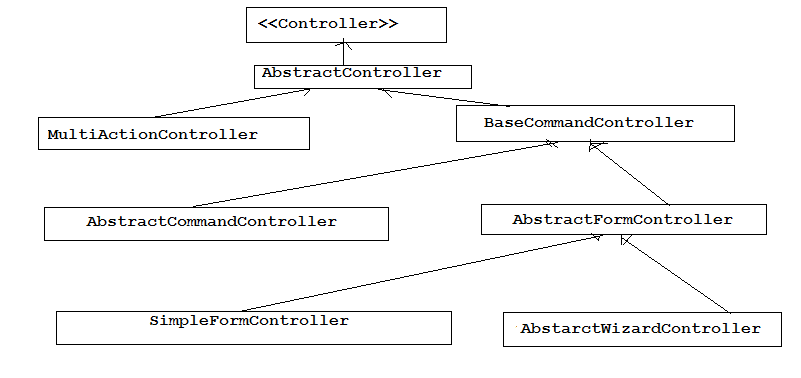 <<Controller>>
AbstractController
MultiActionController
BaseCommandController
AbstractCommandController
AbstractFormController
SimpleFormController
AbstarctWizardController